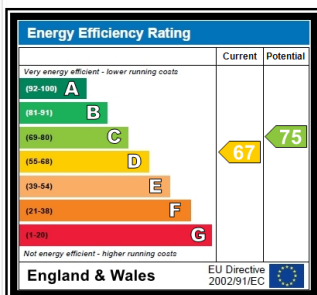 Energy Efficiency Rating
Current Potential
Very energy efficient - lower running costs
(92-100) A
(81-91) B
(69-80) C
(55-68) D
(39-54) E
(21-38) F
(1-20) G
67
75
Not energy efficient - higher running costs
England & Wales
EU Directive
2002/91/EC